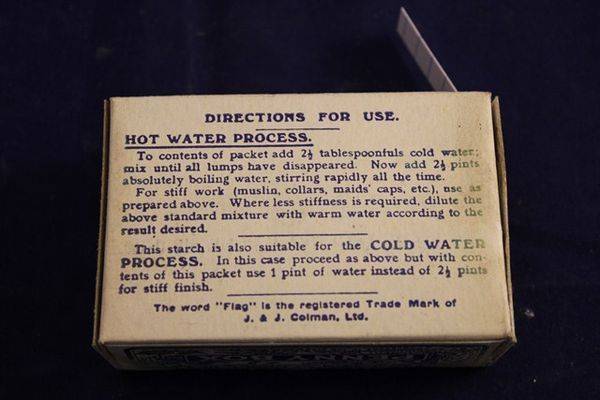 DIRECTIONS FOR USE.
HOT WATER PROCESS.
To contents of packet add 2½ tablespoonfuls cold water;
mix until all lumps have disappeared. Now add 2½ pints
absolutely boiling water, stirring rapidly all the time.
For stiff work (muslin, collars, maids' caps, etc.), use as
prepared above. Where less stiffness is required, dilute the
above standard mixture with warm water according to the
result desired.
This starch is also suitable for the COLD WATER
PROCESS. In this case proceed as above but with con-
tents of this packet use 1 pint of water instead of 2½ pints
for stiff finish.
The word "Flag" is the registered Trade Mark of
J. & J. Colman, Ltd.